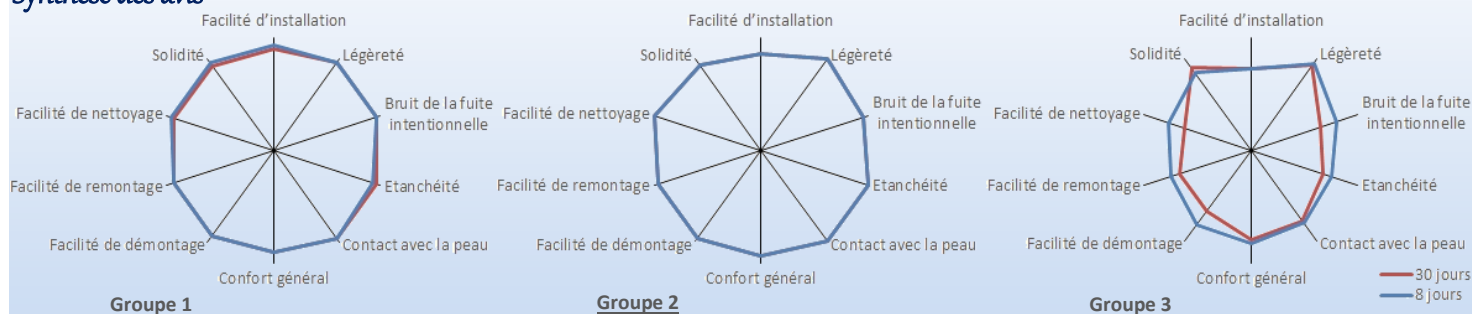 Synthèse des avis
Facilité d’installation
Solidité
Légèreté
Facilité de nettoyage
Bruit de la fuite
intentionnelle
Facilité de remontage
Etanchéité
Facilité de démontage
Contact avec la peau
Confort général
Groupe 1
Facilité d’installation
Solidité
Légèreté
Facilité de nettoyage
Bruit de la fuite
intentionnelle
Facilité de remontage
Etanchéité
Facilité de démontage
Contact avec la peau
Confort général
Groupe 2
Facilité d’installation
Solidité
Légèreté
Facilité de nettoyage
Bruit de la fuite
intentionnelle
Facilité de remontage
Etanchéité
Facilité de démontage
Contact avec la peau
Confort général
Groupe 3
30 jours
8 jours